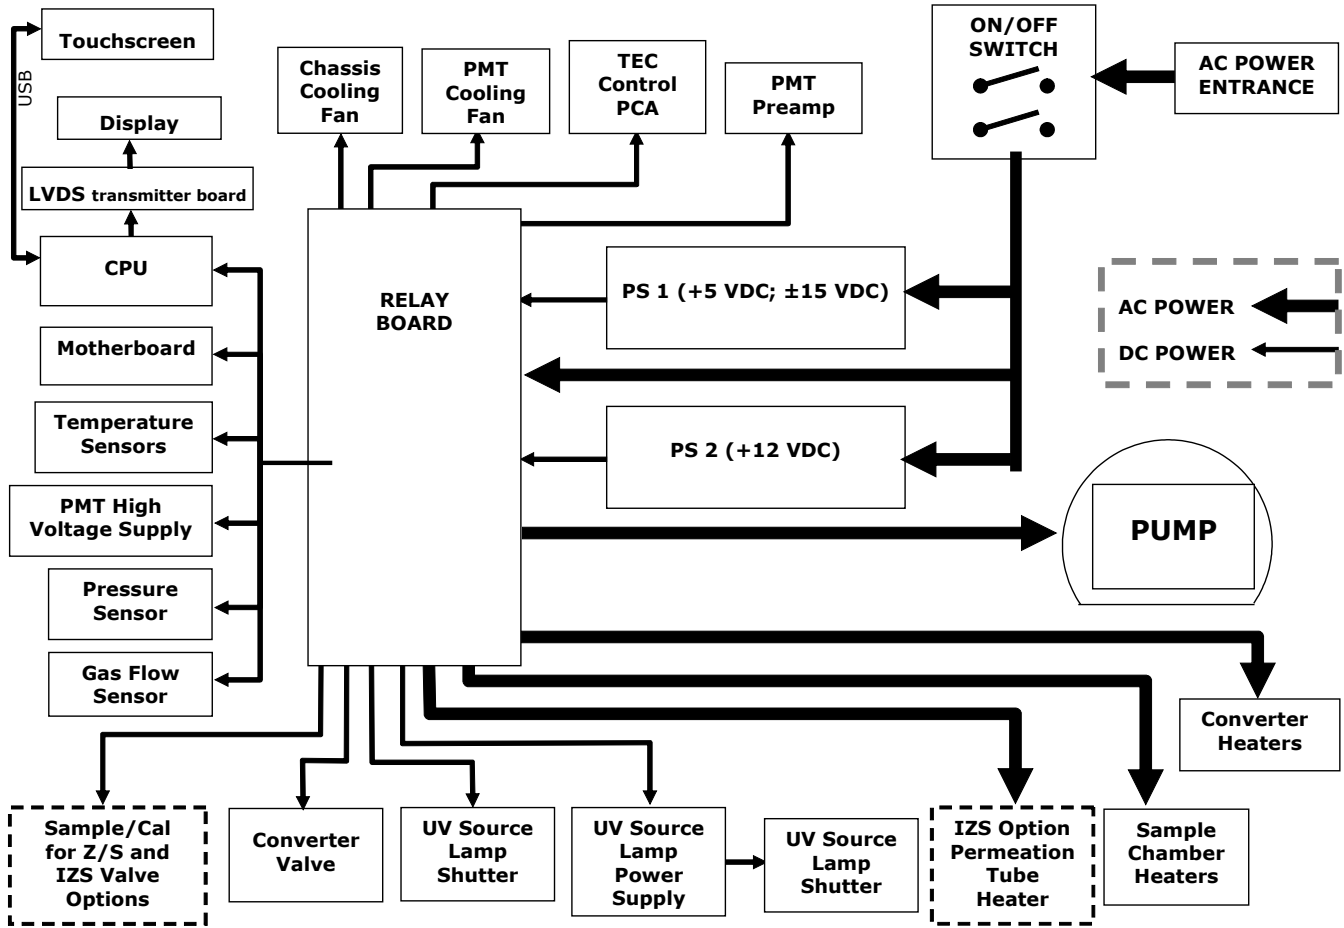 Touchscreen
USB
Display
LVDS transmitter board
CPU
Motherboard
Temperature
Sensors
PMT High
Voltage Supply
Pressure
Sensor
Gas Flow
Sensor
Chassis
Cooling
Fan
PMT
Cooling
Fan
TEC
Control
PCA
PMT
Preamp
ON/OFF
SWITCH
AC POWER
ENTRANCE
RELAY
BOARD
PS 1 (+5 VDC; ±15 VDC)
PS 2 (+12 VDC)
AC POWER
DC POWER
PUMP
Converter
Heaters
Sample/Cal
for Z/S and
IZS Valve
Options
Converter
Valve
UV Source
Lamp
Shutter
UV Source
Lamp
Power
Supply
UV Source
Lamp
Shutter
IZS Option
Permeation
Tube
Heater
Sample
Chamber
Heaters